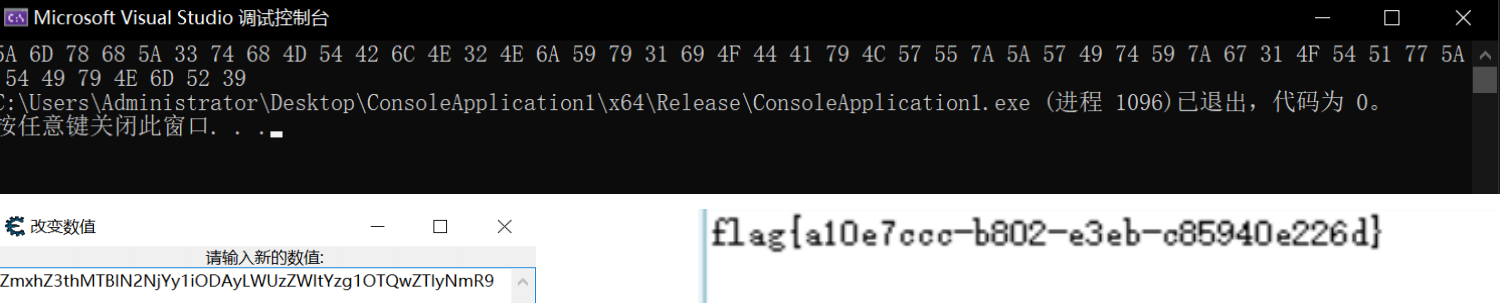 Microsoft Visual Studio 调试控制台
5A 6D 78 68 5A 33 74 68 4D 54 42 6C 4E 32 4E 6A 59 79 31 69 4F 44 41 79 4C 57 55 7A 5A 57 49 74 59 7A 67 31 4F 54 51 77 5A
54 49 79 4E 6D 52 39
C:\Users\Administrator\Desktop\ConsoleApplication1\x64\Release\ConsoleApplication1.exe (进程 1096)已退出，代码为 0。
按任意键关闭此窗口. . .
改变数值
请输入新的数值:
ZmxhZ3thMTBlN2NjYy1iODAyLWUzZWItYzg1OTQwZTIyNmR9
flag{a10e7ccc-b802-e3eb-c85940e226d}